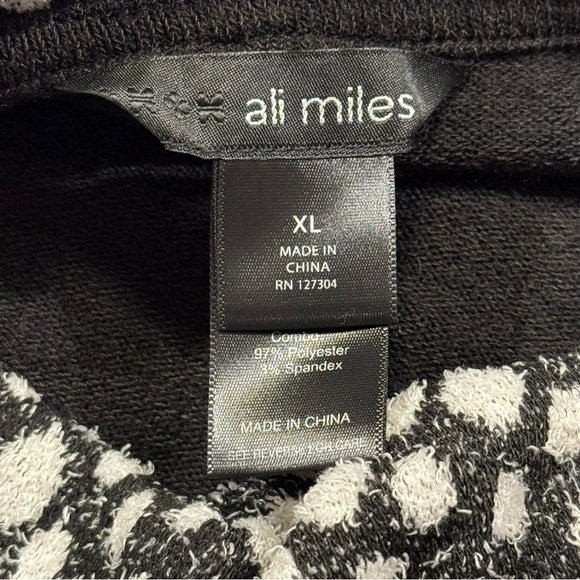 ali miles
XL
MADE IN
CHINA
RN 127304
Combo:
97% Polyester
3% Spandex
MADE IN CHINA
SEE REVERSE FOR CARE